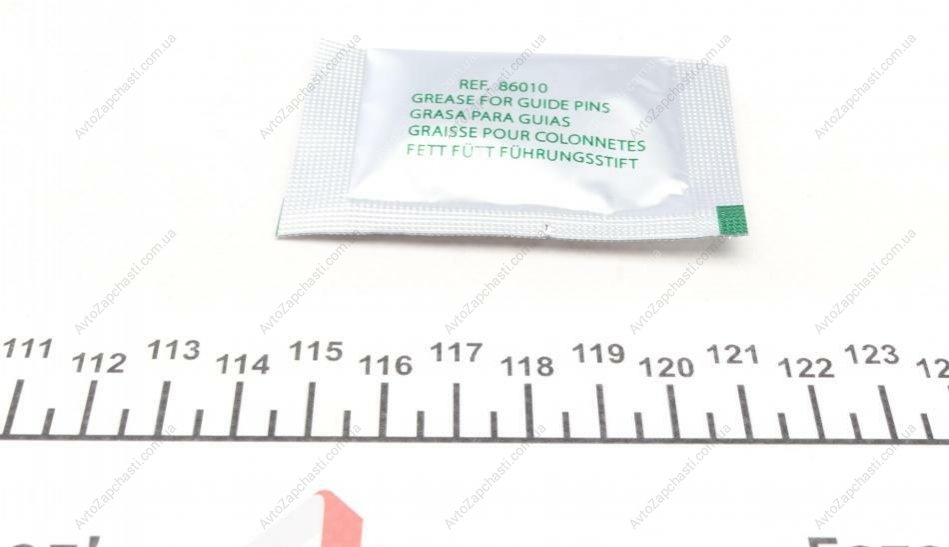 REF. 86010
GREASE FOR GUIDE PINS
GRASA PARA GUIAS
GRAISSE POUR COLONNETES
FETT FÜTT FÜHRUNGSSTIFT
111 112 113 114 115 116 117 118 119 120 121 122 123
AvtoZapchasti.com.ua